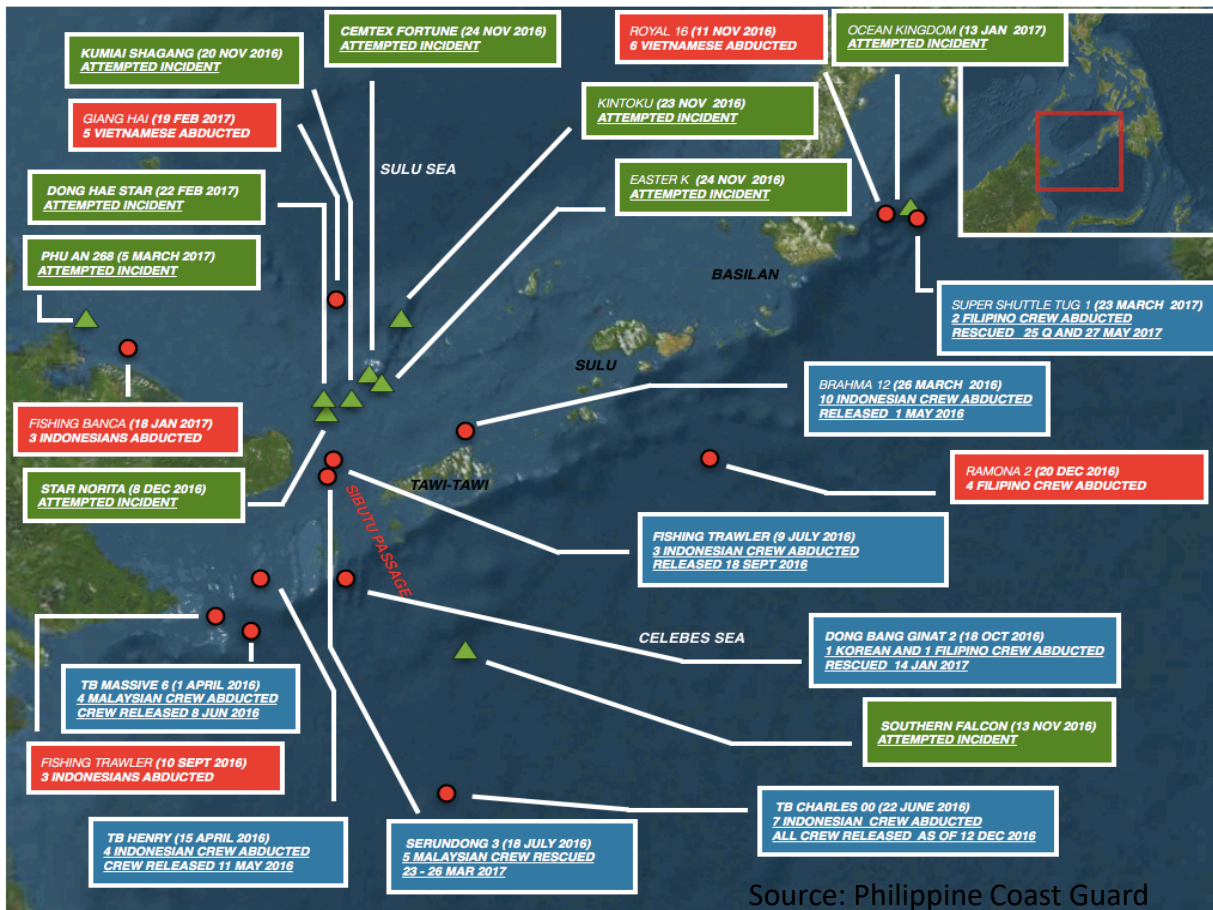 KUMIAI SHAGANG (20 NOV 2016)
ATTEMPTED INCIDENT
CEMTEX FORTUNE (24 NOV 2016)
ATTEMPTED INCIDENT
ROYAL 16 (11 NOV 2016)
6 VIETNAMESE ABDUCTED
OCEAN KINGDOM (13 JAN 2017)
ATTEMPTED INCIDENT
GIANG HAI (19 FEB 2017)
5 VIETNAMESE ABDUCTED
KINTOKU (23 NOV 2016)
ATTEMPTED INCIDENT
SULU SEA
DONG HAE STAR (22 FEB 2017)
ATTEMPTED INCIDENT
EASTER K (24 NOV 2016)
ATTEMPTED INCIDENT
PHU AN 268 (5 MARCH 2017)
ATTEMPTED INCIDENT
BASILAN
SUPER SHUTTLE TUG 1 (23 MARCH 2017)
2 FILIPINO CREW ABDUCTED
RESCUED 25 Q AND 27 MAY 2017
SULU
BRAHMA 12 (26 MARCH 2016)
10 INDONESIAN CREW ABDUCTED
RELEASED 1 MAY 2016
FISHING BANCA (18 JAN 2017)
3 INDONESIANS ABDUCTED
RAMONA 2 (20 DEC 2016)
4 FILIPINO CREW ABDUCTED
TAWI-TAWI
STAR NORITA (8 DEC 2016)
ATTEMPTED INCIDENT
SIBUTU PASSAGE
FISHING TRAWLER (9 JULY 2016)
3 INDONESIAN CREW ABDUCTED
RELEASED 18 SEPT 2016
CELEBES SEA
DONG BANG GINAT 2 (18 OCT 2016)
1 KOREAN AND 1 FILIPINO CREW ABDUCTED
RESCUED 14 JAN 2017
TB MASSIVE 6 (1 APRIL 2016)
4 MALAYSIAN CREW ABDUCTED
CREW RELEASED 8 JUN 2016
SOUTHERN FALCON (13 NOV 2016)
ATTEMPTED INCIDENT
FISHING TRAWLER (10 SEPT 2016)
3 INDONESIANS ABDUCTED
TB HENRY (15 APRIL 2016)
4 INDONESIAN CREW ABDUCTED
CREW RELEASED 11 MAY 2016
SERUNDONG 3 (18 JULY 2016)
5 MALAYSIAN CREW RESCUED
23 - 26 MAR 2017
TB CHARLES 00 (22 JUNE 2016)
7 INDONESIAN CREW ABDUCTED
ALL CREW RELEASED AS OF 12 DEC 2016
Source: Philippine Coast Guard